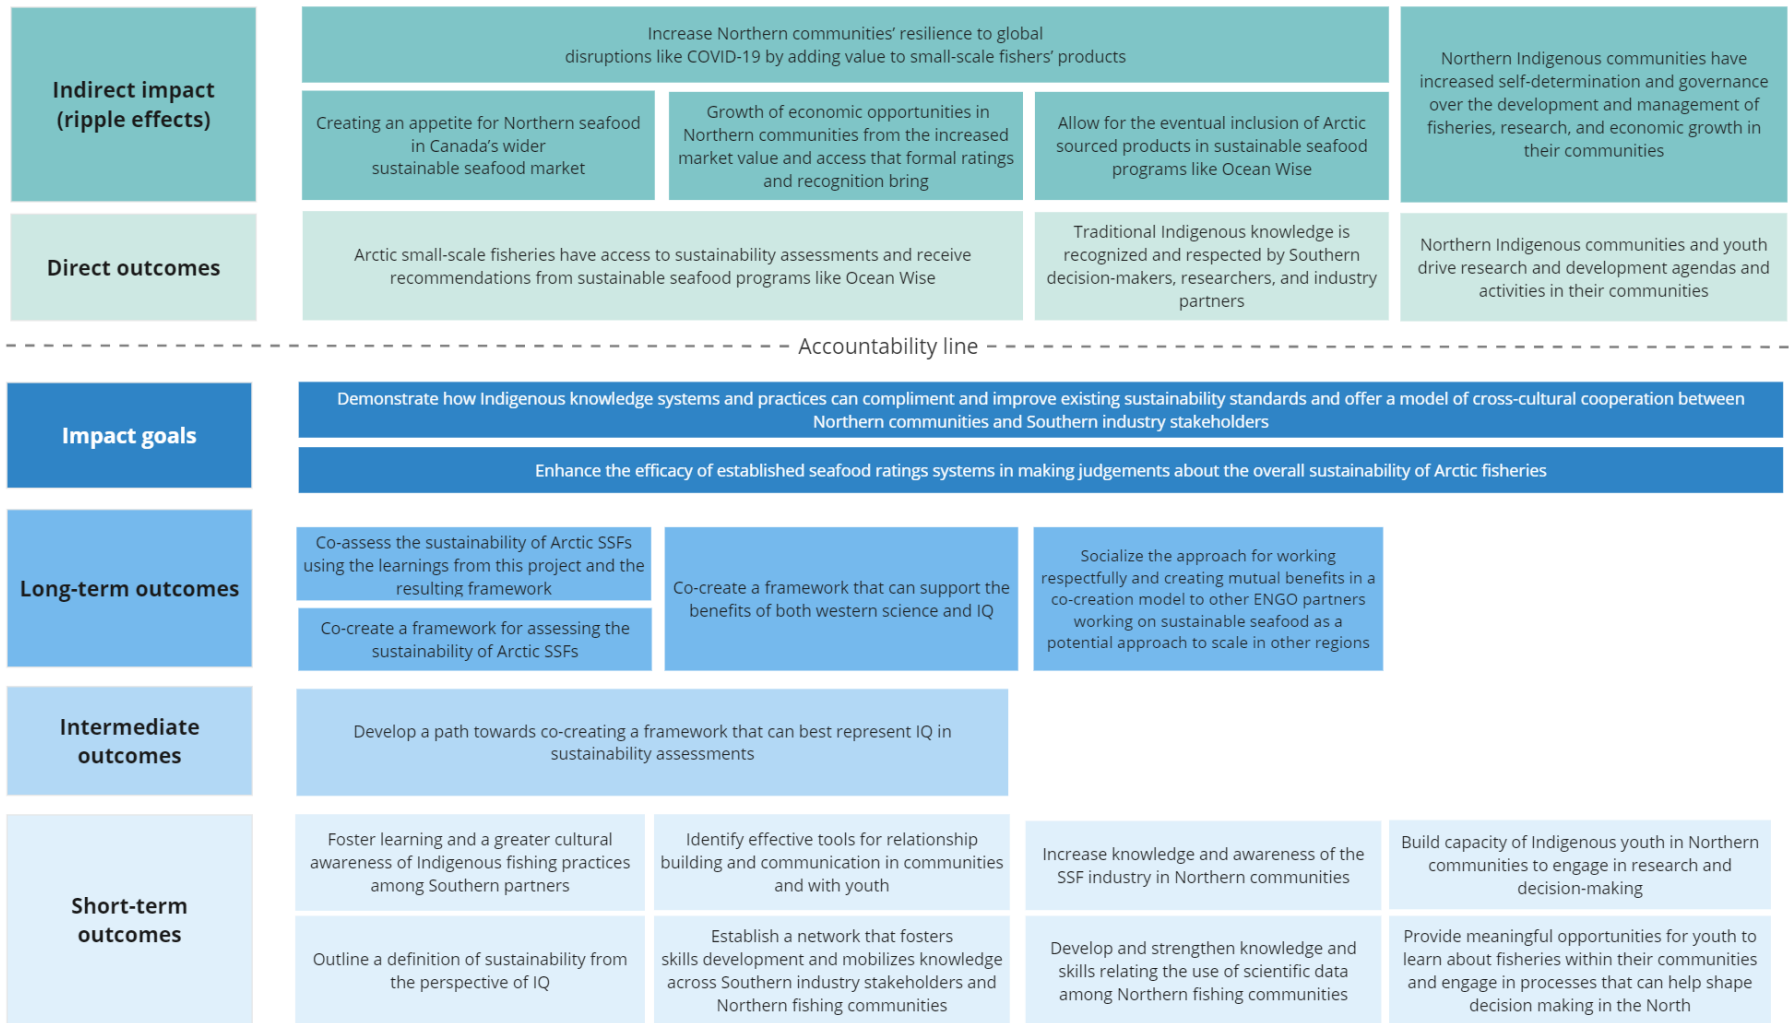 Indirect impact
(ripple effects)
Increase Northern communities’ resilience to global
disruptions like COVID-19 by adding value to small-scale fishers’ products
Creating an appetite for Northern seafood
in Canada’s wider
sustainable seafood market
Growth of economic opportunities in
Northern communities from the increased
market value and access that formal ratings
and recognition bring
Allow for the eventual inclusion of Arctic
sourced products in sustainable seafood
programs like Ocean Wise
Northern Indigenous communities have
increased self-determination and governance
over the development and management of
fisheries, research, and economic growth in
their communities
Direct outcomes
Arctic small-scale fisheries have access to sustainability assessments and receive
recommendations from sustainable seafood programs like Ocean Wise
Traditional Indigenous knowledge is
recognized and respected by Southern
decision-makers, researchers, and industry
partners
Northern Indigenous communities and youth
drive research and development agendas and
activities in their communities
Accountability line
Impact goals
Demonstrate how Indigenous knowledge systems and practices can compliment and improve existing sustainability standards and offer a model of cross-cultural cooperation between
Northern communities and Southern industry stakeholders
Enhance the efficacy of established seafood ratings systems in making judgements about the overall sustainability of Arctic fisheries
Long-term outcomes
Co-assess the sustainability of Arctic SSFs
using the learnings from this project and the
resulting framework
Co-create a framework for assessing the
sustainability of Arctic SSFs
Co-create a framework that can support the
benefits of both western science and IQ
Socialize the approach for working
respectfully and creating mutual benefits in a
co-creation model to other ENGO partners
working on sustainable seafood as a
potential approach to scale in other regions
Intermediate
outcomes
Develop a path towards co-creating a framework that can best represent IQ in
sustainability assessments
Short-term
outcomes
Foster learning and a greater cultural
awareness of Indigenous fishing practices
among Southern partners
Identify effective tools for relationship
building and communication in communities
and with youth
Increase knowledge and awareness of the
SSF industry in Northern communities
Build capacity of Indigenous youth in Northern
communities to engage in research and
decision-making
Outline a definition of sustainability from
the perspective of IQ
Establish a network that fosters
skills development and mobilizes knowledge
across Southern industry stakeholders and
Northern fishing communities
Develop and strengthen knowledge and
skills relating the use of scientific data
among Northern fishing communities
Provide meaningful opportunities for youth to
learn about fisheries within their communities
and engage in processes that can help shape
decision making in the North